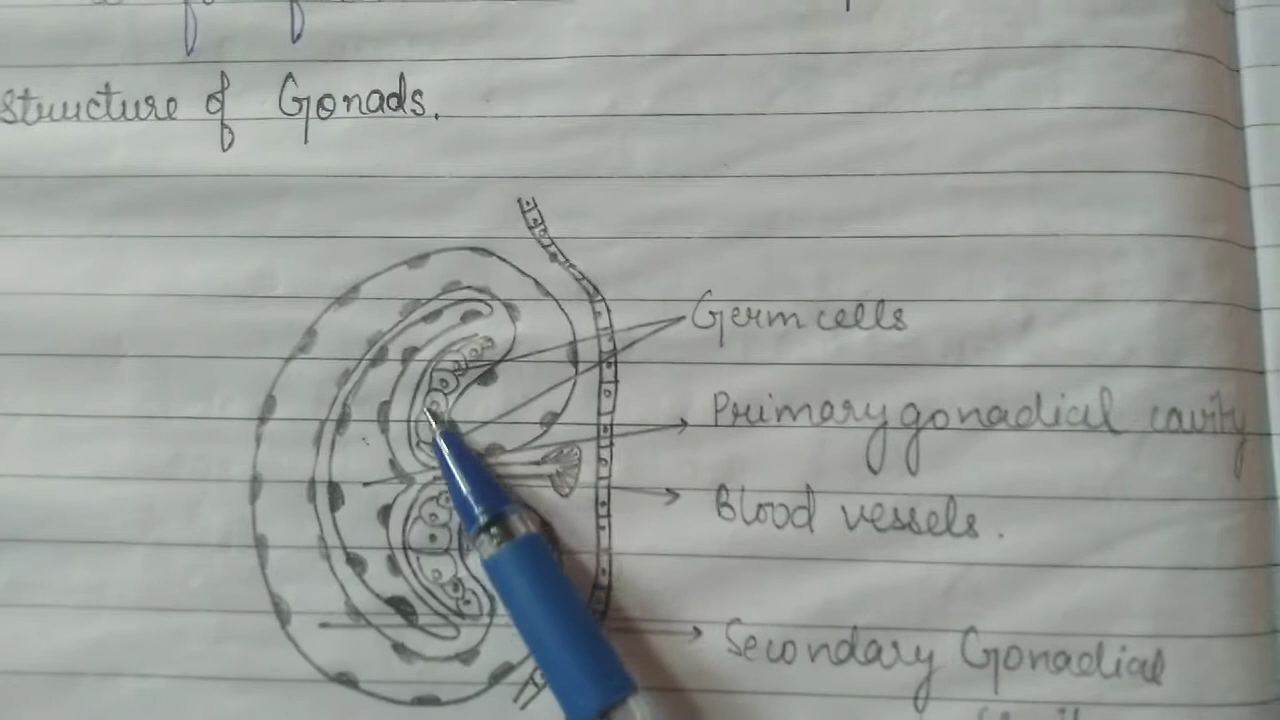 structure of Gonads.
Germ cells
Primary gonadial cavity
Blood vessels.
Secondary Gonadial